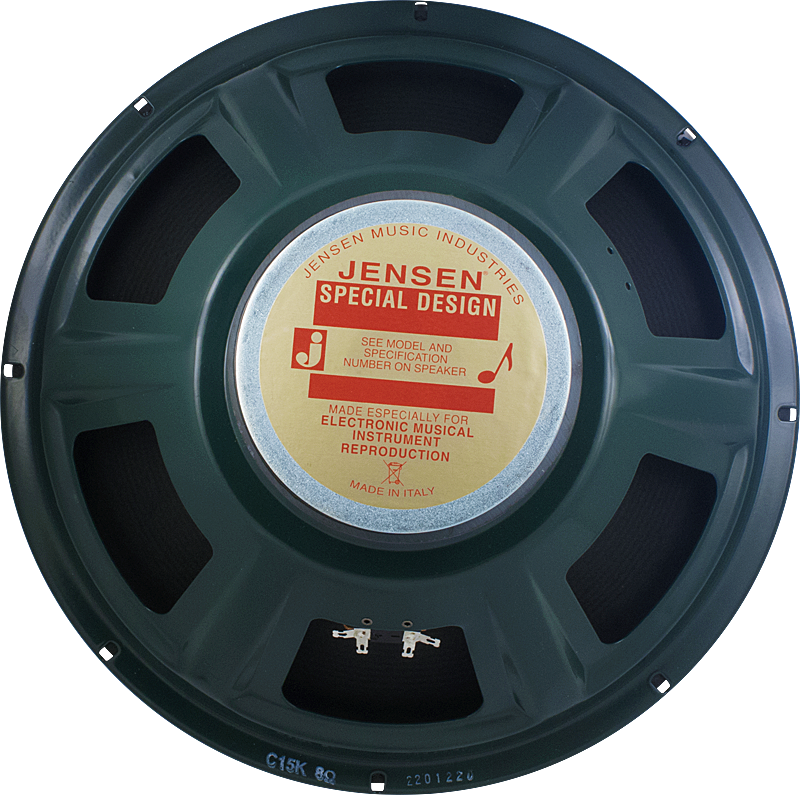 JENSEN MUSIC INDUSTRIES
JENSEN®
SPECIAL DESIGN
j
SEE MODEL AND
SPECIFICATION
NUMBER ON SPEAKER
MADE ESPECIALLY FOR
ELECTRONIC MUSICAL
INSTRUMENT
REPRODUCTION
MADE IN ITALY
C15K 8Ω
2201220